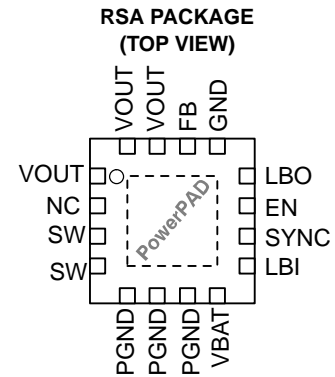 RSA PACKAGE
(TOP VIEW)
VOUT
VOUT
FB
GND
VOUT
NC
SW
SW
PowerPAD
LBO
EN
SYNC
LBI
PGND
PGND
PGND
VBAT